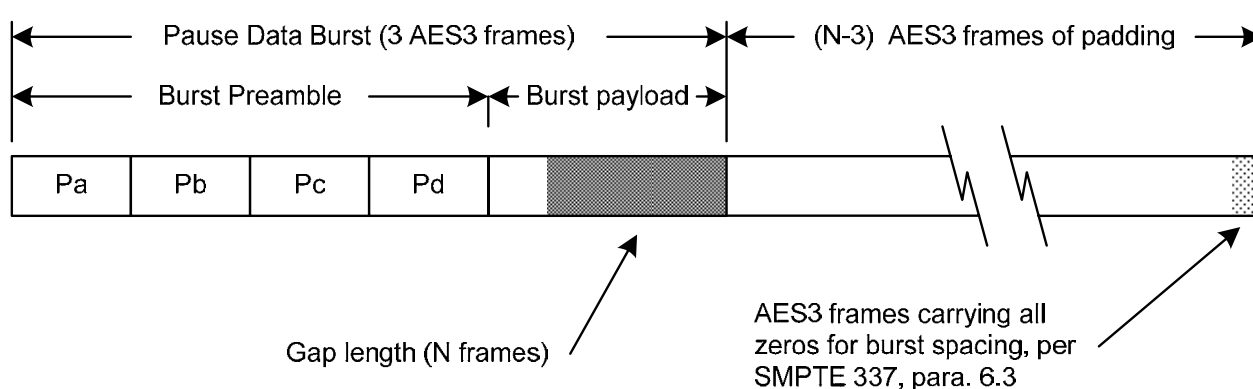 Pause Data Burst (3 AES3 frames)
(N-3) AES3 frames of padding
Burst Preamble
Burst payload
Pa
Pb
Pc
Pd
Gap length (N frames)
AES3 frames carrying all
zeros for burst spacing, per
SMPTE 337, para. 6.3